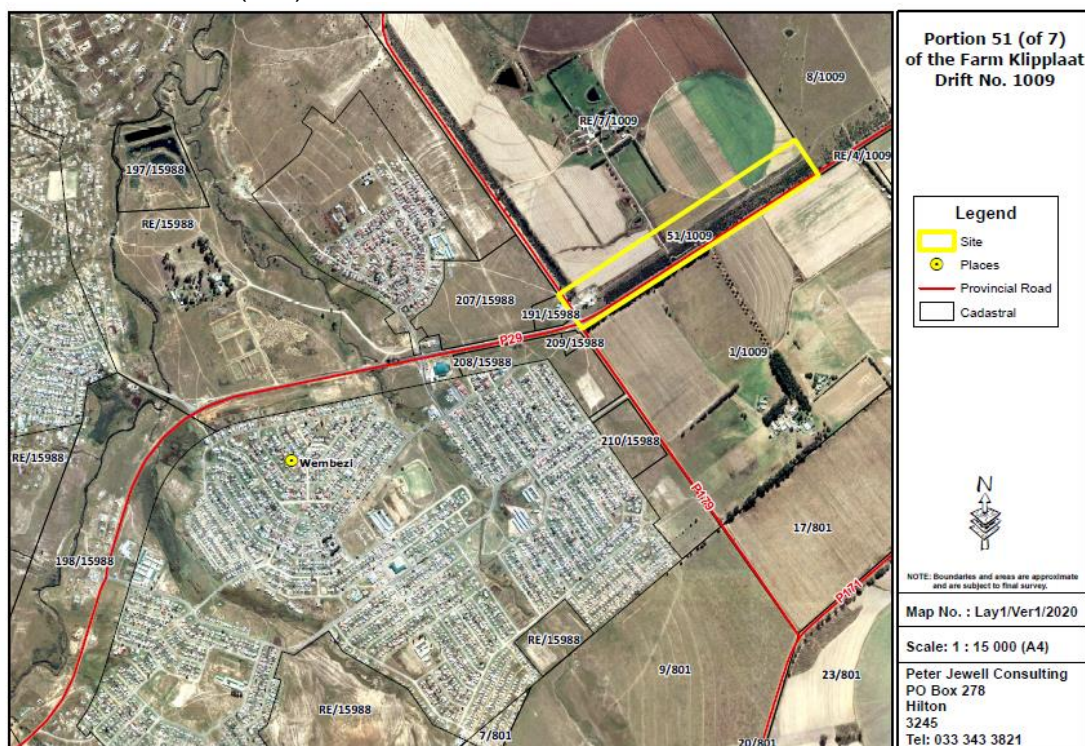 Portion 51 (of 7)
of the Farm Klipplaat
Drift No. 1009
8/1009
RE/7/1009
RE/4/1009
197/15988
RE/15988
51/1009
207/15988
191/15988
P29
209/15988
208/15988
1/1009
210/15988
RE/15988
Wembezi
P179
17/801
198/15988
P171
RE/15988
9/801
23/801
RE/15988
7/801
20/801
Legend
Site
Places
Provincial Road
Cadastral
N
NOTE: Boundaries and areas are approximate
and are subject to final survey.
Map No. : Lay1/Ver1/2020
Scale: 1 : 15 000 (A4)
Peter Jewell Consulting
PO Box 278
Hilton
3245
Tel: 033 343 3821